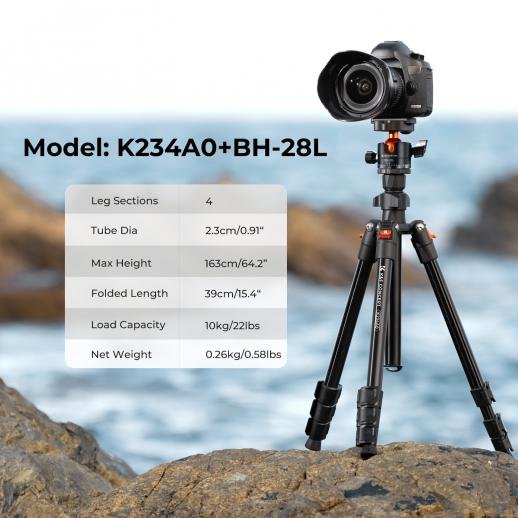 Model: K234A0+BH-28L
Leg Sections 4
Tube Dia 2.3cm/0.91“
Max Height 163cm/64.2”
Folded Length 39cm/15.4“
Load Capacity 10kg/22lbs
Net Weight 0.26kg/0.58lbs
K&F CONCEPT